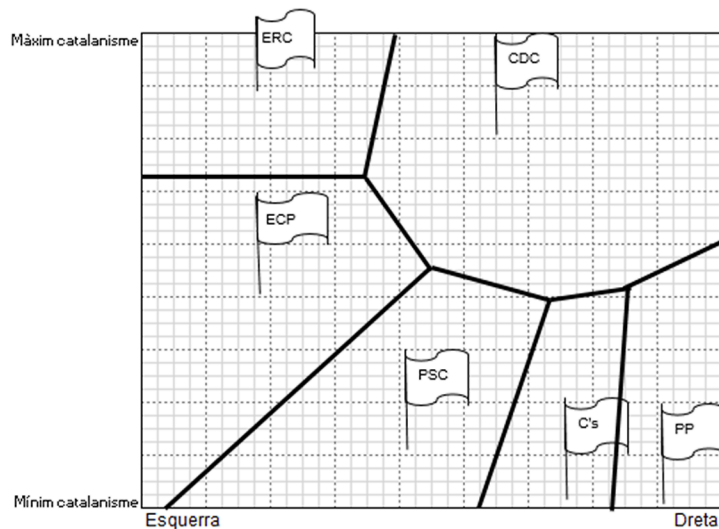 Màxim catalanisme
ERC
CDC
ECP
PSC
C's
PP
Mínim catalanisme
Esquerra
Dreta